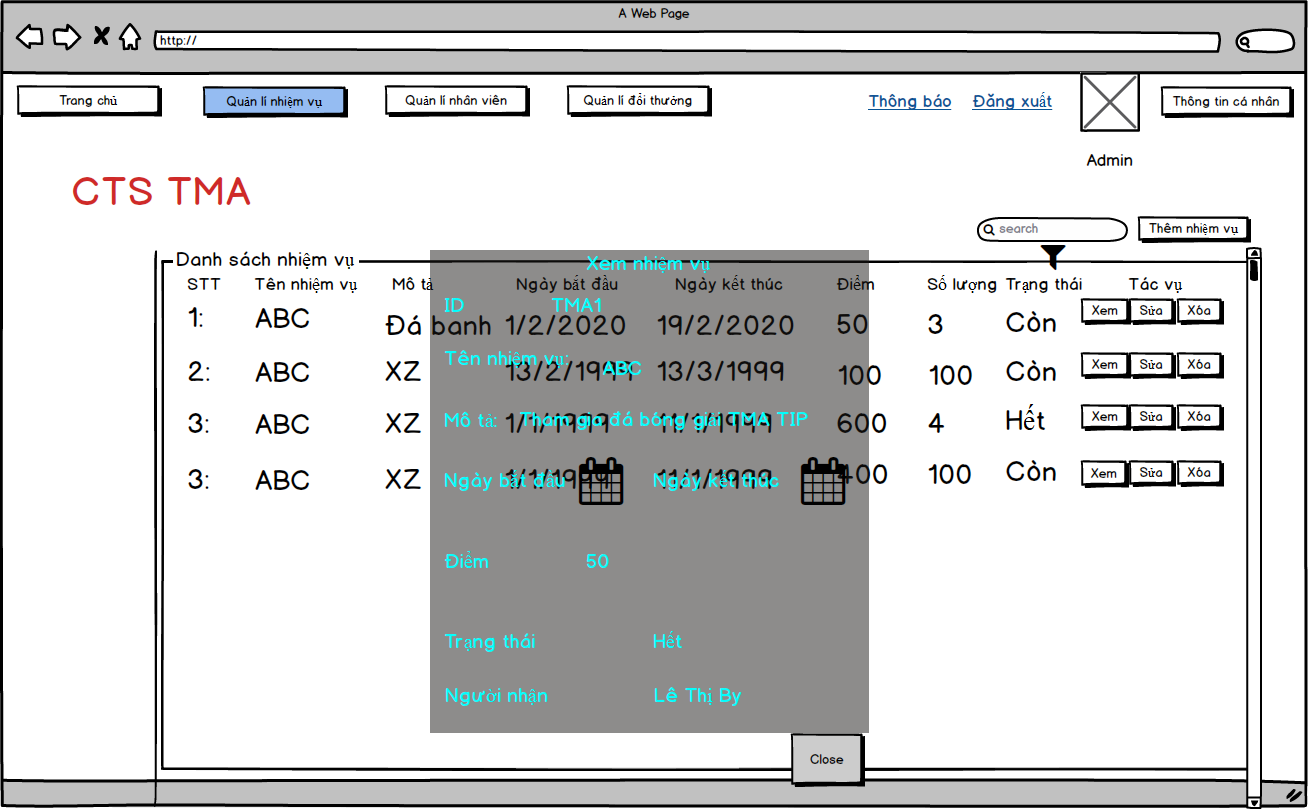 A Web Page
http://
Trang chủ
Quản lí nhiệm vụ
Quản lí nhân viên
Quản lí đổi thưởng
Thông báo
Đăng xuất
Thông tin cá nhân
Admin
CTS TMA
search
Thêm nhiệm vụ
Danh sách nhiệm vụ
STT Tên nhiệm vụ Mô tả Ngày bắt đầu Ngày kết thúc Điểm Số lượng Trạng thái Tác vụ
1: ABC Đá banh 1/2/2020 19/2/2020 50 3 Còn Xem Sửa Xóa
2: ABC XZ 13/2/1999 13/3/1999 100 100 Còn Xem Sửa Xóa
3: ABC XZ 1/1/1999 11/1/1999 600 4 Hết Xem Sửa Xóa
3: ABC XZ 1/1/1999 11/1/1999 400 100 Còn Xem Sửa Xóa
Xem nhiệm vụ
ID TMA1
Tên nhiệm vụ: ABC
Mô tả: Tham gia đá bóng giải TMA TIP
Ngày bắt đầu Ngày kết thúc
Điểm 50
Trạng thái Hết
Người nhận Lê Thị By
Close